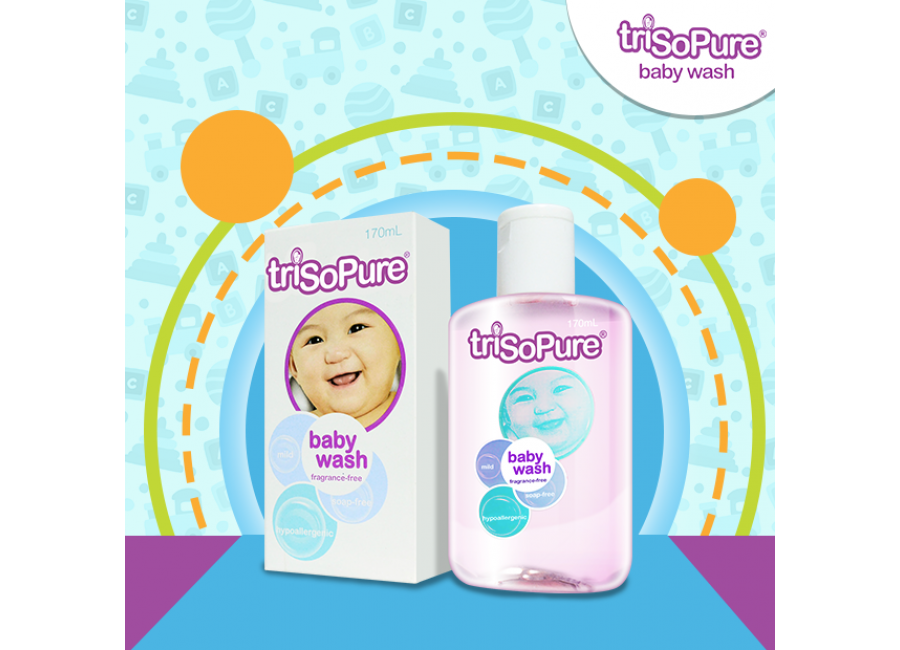 triSoPure®
baby wash
170mL
triSoPure®
baby
wash
fragrance-free
mild
soap-free
hypoallergenic
170mL
triSoPure®
baby
wash
fragrance-free
mild
soap-free
hypoallergenic
A
C
B
C
A
B